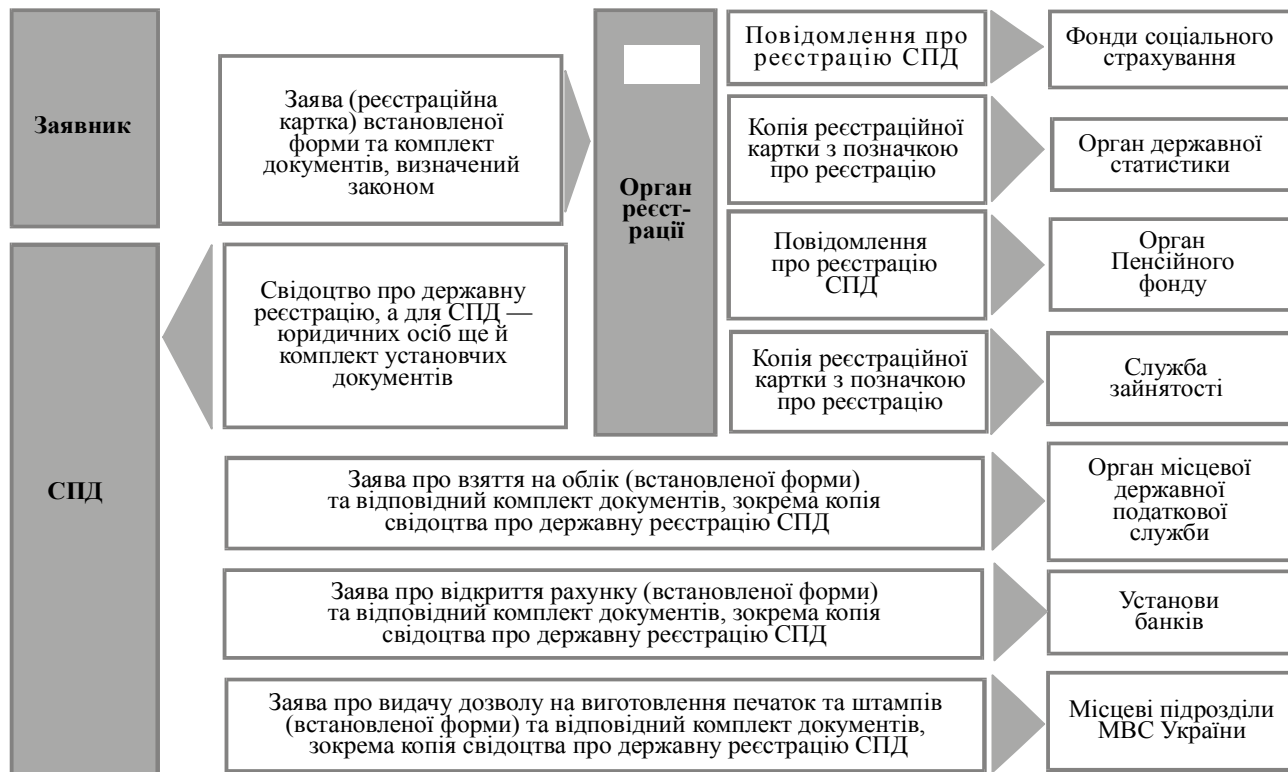 Заявник
Заява (реєстраційна
картка) встановленої
форми та комплект
документів, визначений
законом
Орган
реєст-
рації
Повідомлення про
реєстрацію СПД
Фонди соціального
страхування
Копія реєстраційної
картки з позначкою
про реєстрацію
Орган державної
статистики
Повідомлення
про реєстрацію
СПД
Орган
Пенсійного
фонду
Копія реєстраційної
картки з позначкою
про реєстрацію
Служба
зайнятості
СПД
Свідоцтво про державну
реєстрацію, а для СПД —
юридичних осіб ще й
комплект установчих
документів
Заява про взяття на облік (встановленої форми)
та відповідний комплект документів, зокрема копія
свідоцтва про державну реєстрацію СПД
Орган місцевої
державної
податкової
служби
Заява про відкриття рахунку (встановленої форми)
та відповідний комплект документів, зокрема копія
свідоцтва про державну реєстрацію СПД
Установи
банків
Заява про видачу дозволу на виготовлення печаток та штампів
(встановленої форми) та відповідний комплект документів,
зокрема копія свідоцтва про державну реєстрацію СПД
Місцеві підрозділи
МВС України